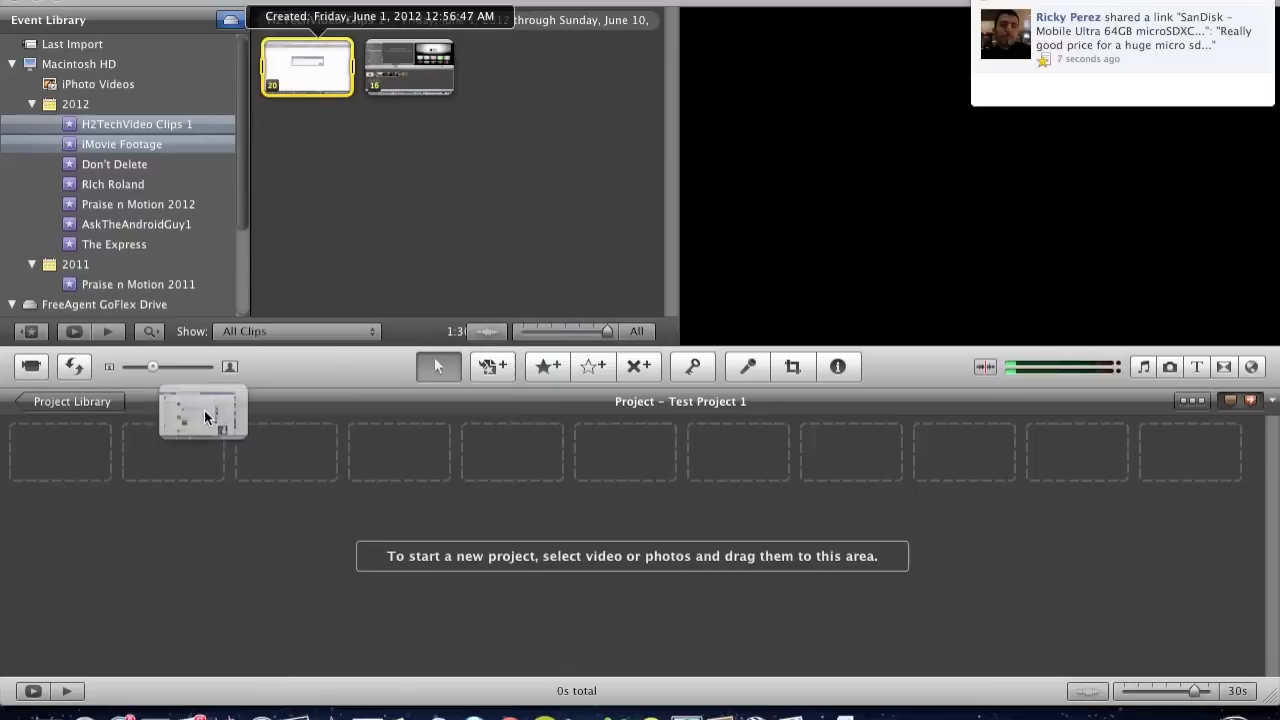 Event Library
Created: Friday, June 1, 2012 12:56:47 AM
through Sunday, June 10,
Ricky Perez shared a link "SanDisk -
Mobile Ultra 64GB microSDXC...": "Really
good price for a huge micro sd..."
7 seconds ago
Last Import
Macintosh HD
iPhoto Videos
2012
H2TechVideo Clips 1
iMovie Footage
Don't Delete
RIch Roland
Praise n Motion 2012
AskTheAndroidGuy1
The Express
2011
Praise n Motion 2011
FreeAgent GoFlex Drive
20
16
Show:
All Clips
1:30
All
Project Library
Project - Test Project 1
To start a new project, select video or photos and drag them to this area.
0s total
30s